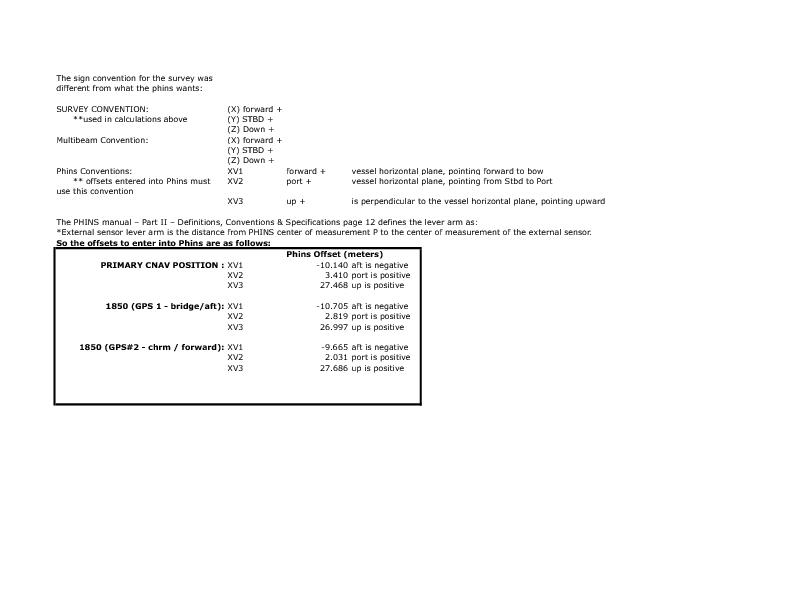 The sign convention for the survey was
different from what the phins wants:
SURVEY CONVENTION: (X) forward +
**used in calculations above (Y) STBD +
(Z) Down +
Multibeam Convention: (X) forward +
(Y) STBD +
(Z) Down +
Phins Conventions: XV1 forward + vessel horizontal plane, pointing forward to bow
** offsets entered into Phins must XV2 port + vessel horizontal plane, pointing from Stbd to Port
use this convention
XV3 up + is perpendicular to the vessel horizontal plane, pointing upward
The PHINS manual – Part II – Definitions, Conventions & Specifications page 12 defines the lever arm as:
*External sensor lever arm is the distance from PHINS center of measurement P to the center of measurement of the external sensor.
So the offsets to enter into Phins are as follows:
Phins Offset (meters)
PRIMARY CNAV POSITION : XV1 -10.140 aft is negative
XV2 3.410 port is positive
XV3 27.468 up is positive
1850 (GPS 1 - bridge/aft): XV1 -10.705 aft is negative
XV2 2.819 port is positive
XV3 26.997 up is positive
1850 (GPS#2 - chrm / forward): XV1 -9.665 aft is negative
XV2 2.031 port is positive
XV3 27.686 up is positive